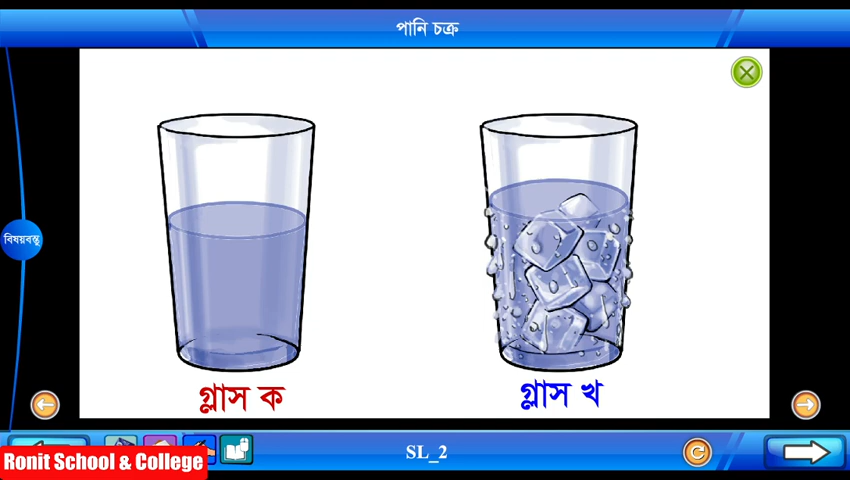 পানি চক্র
বিষয়বস্তু
গ্লাস ক
গ্লাস খ
SL_2
Ronit School & College